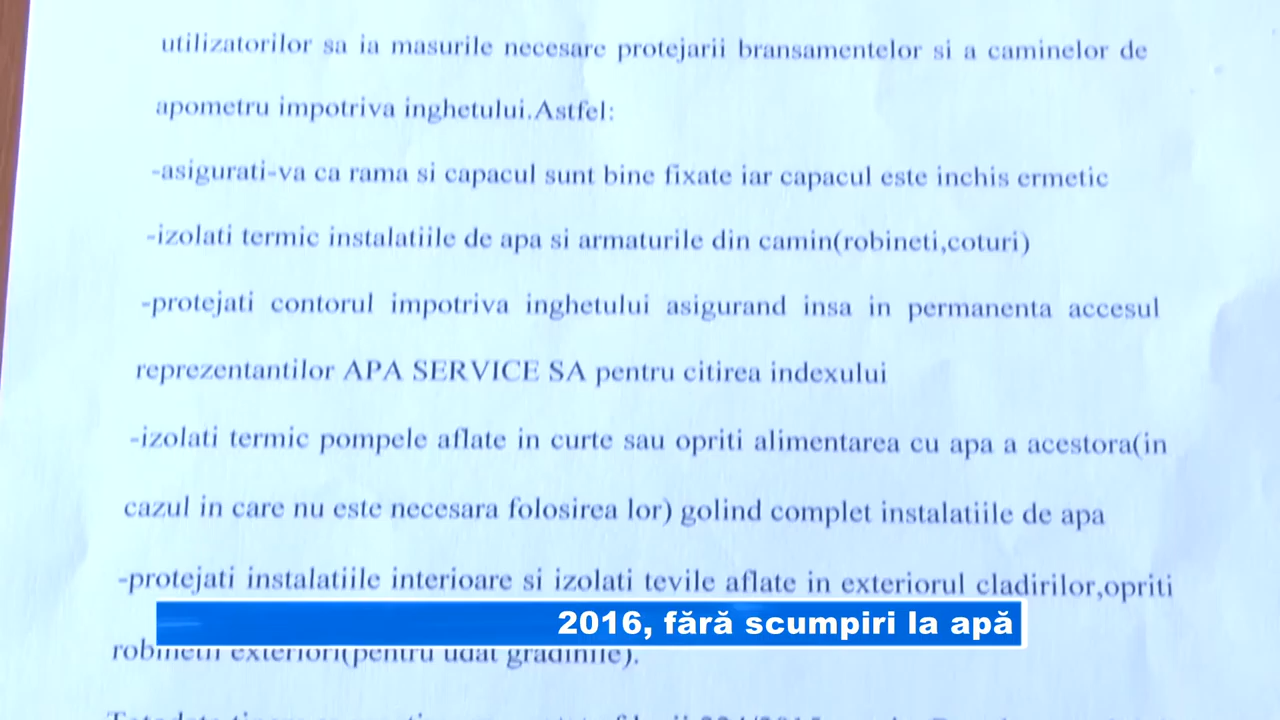 utilizatorilor sa ia masurile necesare protejarii bransamentelor si a caminelor de
apometru impotriva inghetului.Astfel:
-asigurati-va ca rama si capacul sunt bine fixate iar capacul este inchis ermetic
-izolati termic instalatiile de apa si armaturile din camin(robineti,coturi)
-protejati contorul impotriva inghetului asigurand insa in permanenta accesul
reprezentantilor APA SERVICE SA pentru citirea indexului
-izolati termic pompele aflate in curte sau opriti alimentarea cu apa a acestora(in
cazul in care nu este necesara folosirea lor) golind complet instalatiile de apa
-protejati instalatiile interioare si izolati tevile aflate in exteriorul cladirilor,opriti
2016, fără scumpiri la apă
robinetii exteriori(pentru udat gradinile).